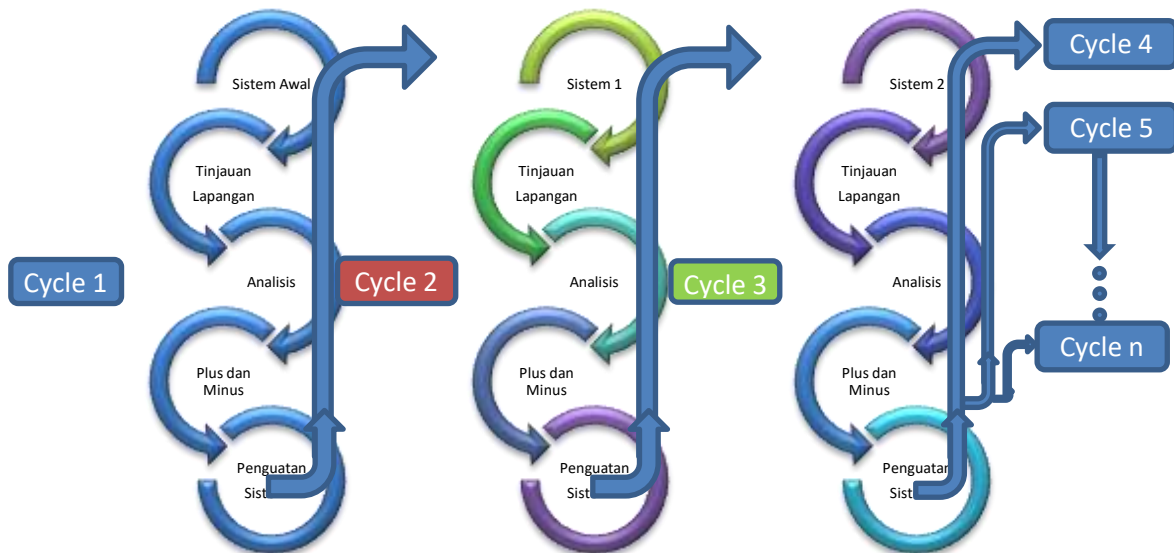 Cycle 1
Sistem Awal
Tinjauan
Lapangan
Analisis
Plus dan
Minus
Penguatan
Cycle 2
Sistem 1
Tinjauan
Lapangan
Analisis
Plus dan
Minus
Penguatan
Cycle 3
Sistem 2
Tinjauan
Lapangan
Analisis
Plus dan
Minus
Penguatan
Cycle 4
Cycle 5
Cycle n